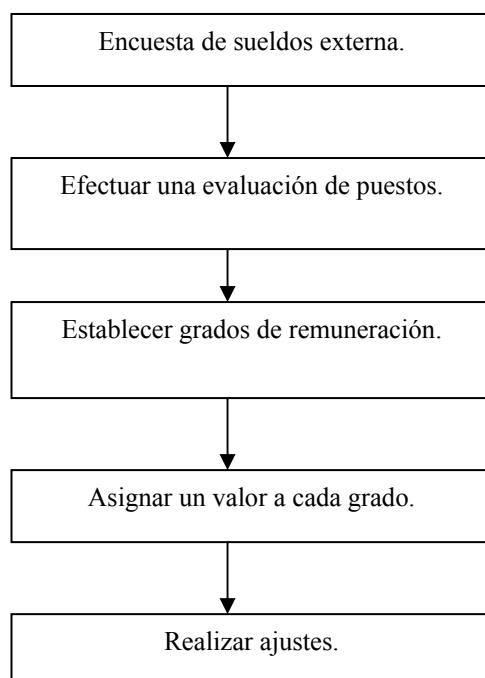 Encuesta de sueldos externa.
Efectuar una evaluación de puestos.
Establecer grados de remuneración.
Asignar un valor a cada grado.
Realizar ajustes.